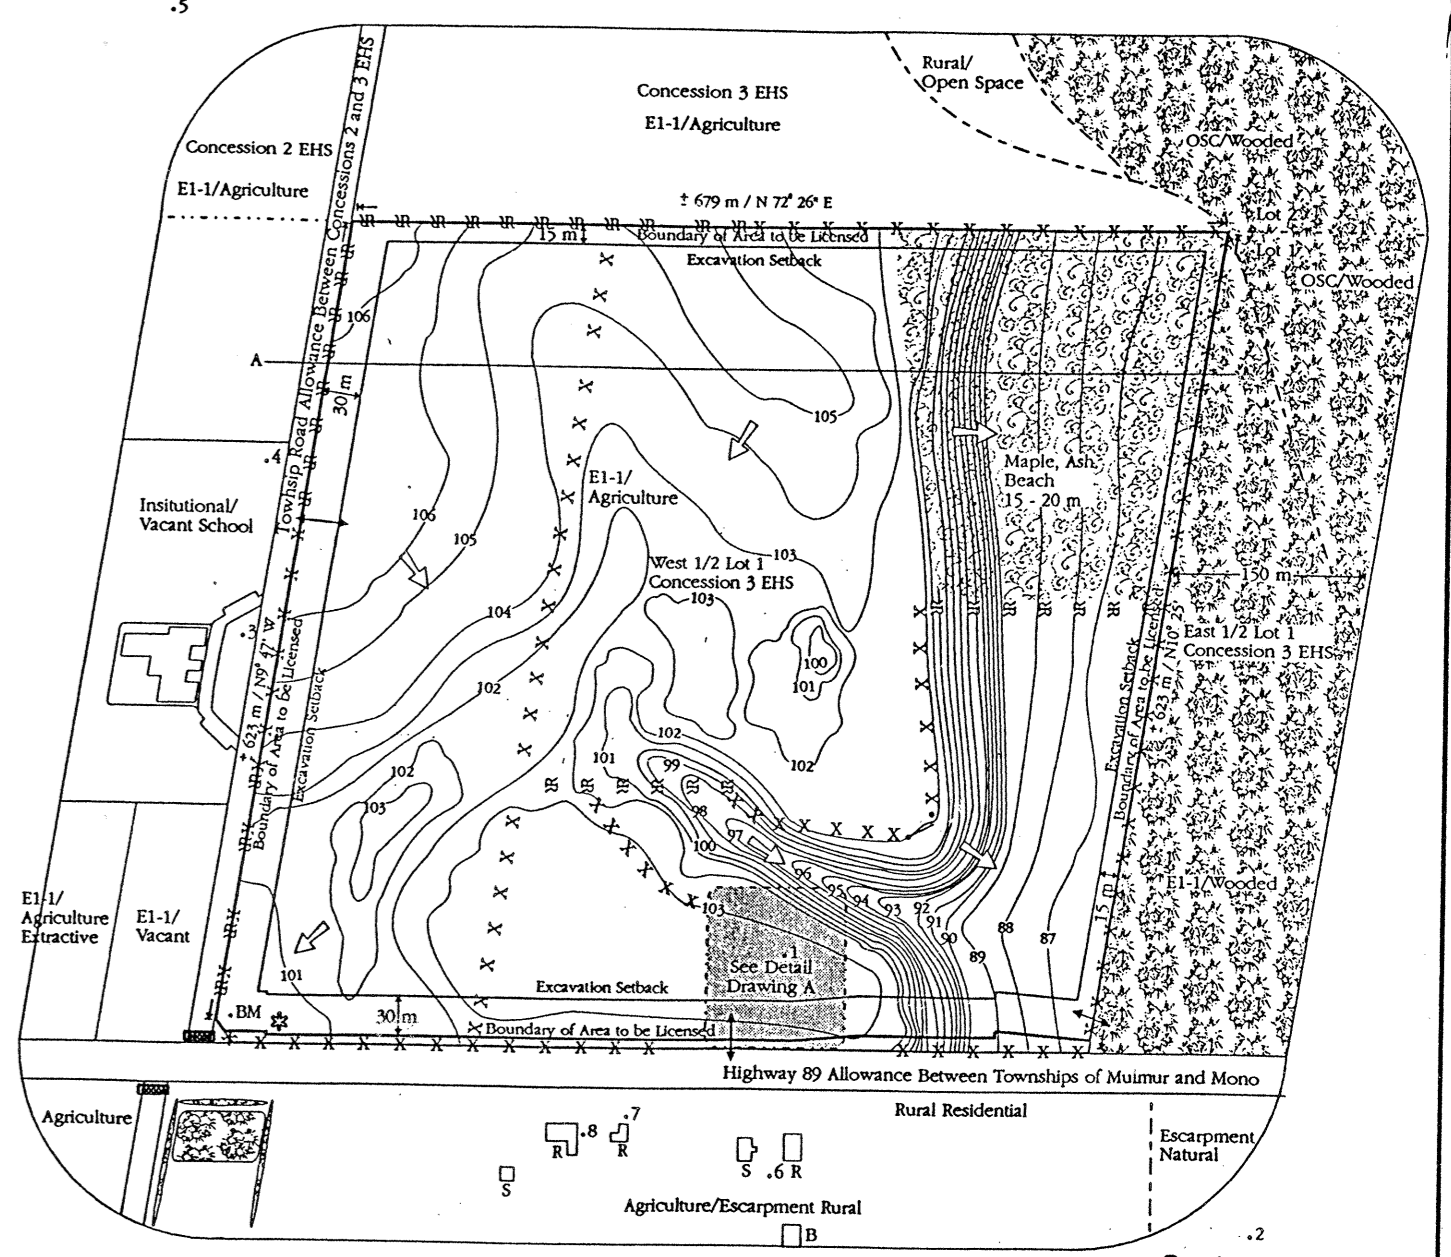 .5
Concession 3 EHS
E1-1/Agriculture
Rural/
Open Space
OSC/Wooded
Concession 2 EHS
E1-1/Agriculture
Townsip Road Allowance Between Concessions 2 and 3 EHS
± 679 m / N 72° 26" E
Lot 2
Lot 1
15 m
Boundary of Area to be Licensed
Excavation Setback
OSC/Wooded
106
A
30 m
105
.4
Insitutional/
Vacant School
E1-1/
Agriculture
Maple, Ash,
Beach
15 - 20 m
106
105
103
West 1/2 Lot 1
Concession 3 EHS
150 m
103
104
.3
100
101
East 1/2 Lot 1
Concession 3 EHS
± 623 m / N9° 47' W
Boundary of Area to be Licensed
Excavation Setback
102
102
101
102
99
102
103
98
97
100
96
95
94
93
92
91
90
89
88
87
Excavation Setback
Boundary of Area to be Licensed
± 623 m / N10° 25"
15 m
E1-1/Wooded
E1-1/
Agriculture
Extractive
E1-1/
Vacant
103
.1
See Detail
Drawing A
101
Excavation Setback
.BM
30 m
Boundary of Area to be Licensed
Highway 89 Allowance Between Townships of Mulmur and Mono
Agriculture
Rural Residential
.7
.8
R
R
S
S
.6 R
Escarpment
Natural
Agriculture/Escarpment Rural
B
.2